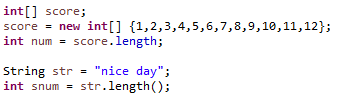 int[] score;
score = new int[] {1,2,3,4,5,6,7,8,9,10,11,12};
int num = score.length;
String str = "nice day";
int snum = str.length();